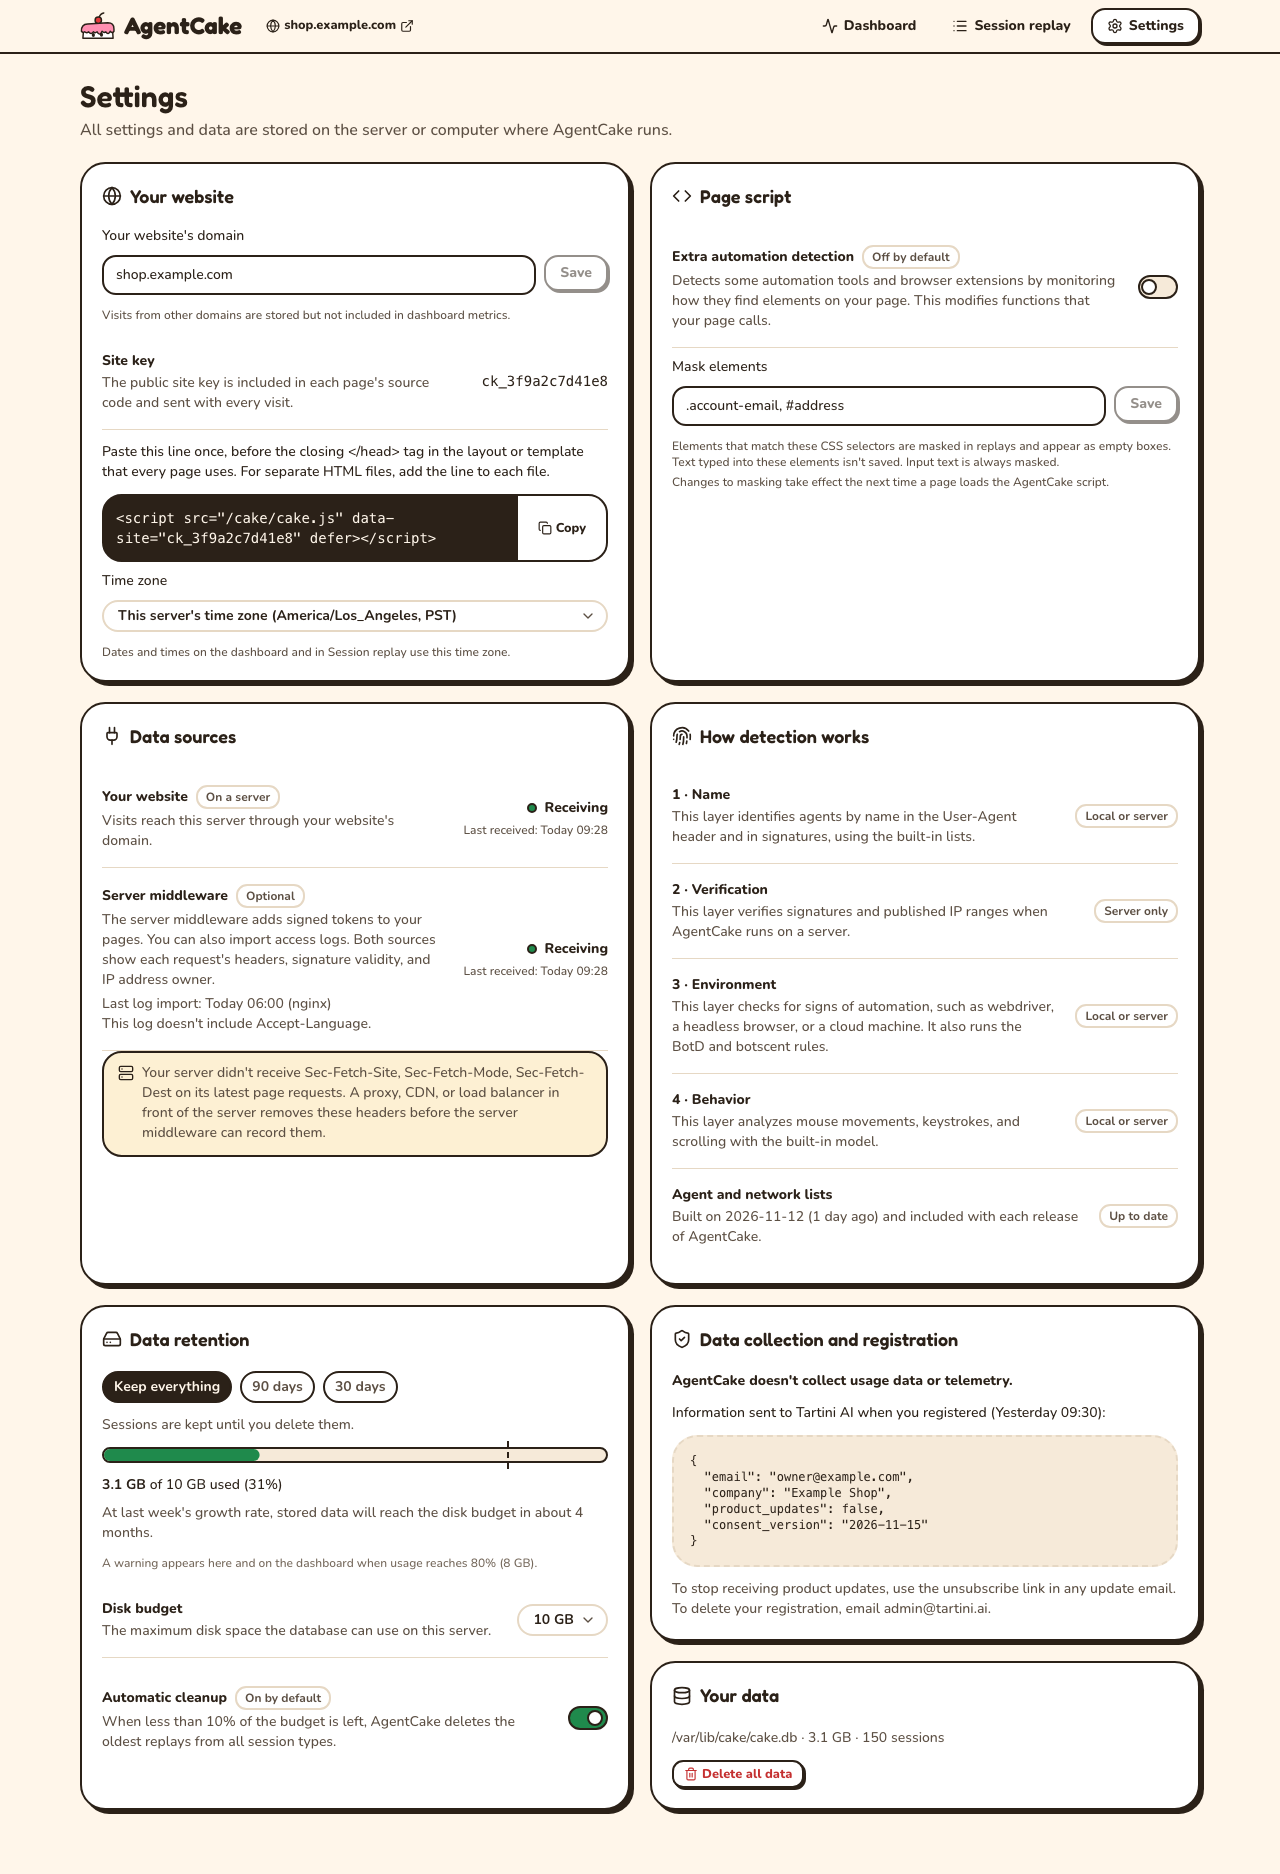 AgentCake
shop.example.com
Dashboard
Session replay
Settings
Settings
All settings and data are stored on the server or computer where AgentCake runs.
Your website
Your website's domain
shop.example.com
Save
Visits from other domains are stored but not included in dashboard metrics.
Site key
The public site key is included in each page's source
code and sent with every visit.
ck_3f9a2c7d41e8
Paste this line once, before the closing </head> tag in the layout or template
that every page uses. For separate HTML files, add the line to each file.
<script src="/cake/cake.js" data-
site="ck_3f9a2c7d41e8" defer></script>
Copy
Time zone
This server's time zone (America/Los_Angeles, PST)
Dates and times on the dashboard and in Session replay use this time zone.
Page script
Extra automation detection
Off by default
Detects some automation tools and browser extensions by monitoring
how they find elements on your page. This modifies functions that
your page calls.
Mask elements
.account-email, #address
Save
Elements that match these CSS selectors are masked in replays and appear as empty boxes.
Text typed into these elements isn't saved. Input text is always masked.
Changes to masking take effect the next time a page loads the AgentCake script.
Data sources
Your website
On a server
Visits reach this server through your website's
domain.
Receiving
Last received: Today 09:28
Server middleware
Optional
The server middleware adds signed tokens to your
pages. You can also import access logs. Both sources
show each request's headers, signature validity, and
IP address owner.
Last log import: Today 06:00 (nginx)
This log doesn't include Accept-Language.
Receiving
Last received: Today 09:28
Your server didn't receive Sec-Fetch-Site, Sec-Fetch-Mode, Sec-Fetch-
Dest on its latest page requests. A proxy, CDN, or load balancer in
front of the server removes these headers before the server
middleware can record them.
How detection works
1 · Name
This layer identifies agents by name in the User-Agent
header and in signatures, using the built-in lists.
Local or server
2 · Verification
This layer verifies signatures and published IP ranges when
AgentCake runs on a server.
Server only
3 · Environment
This layer checks for signs of automation, such as webdriver,
a headless browser, or a cloud machine. It also runs the
BotD and botscent rules.
Local or server
4 · Behavior
This layer analyzes mouse movements, keystrokes, and
scrolling with the built-in model.
Local or server
Agent and network lists
Built on 2026-11-12 (1 day ago) and included with each release
of AgentCake.
Up to date
Data retention
Keep everything
90 days
30 days
Sessions are kept until you delete them.
3.1 GB of 10 GB used (31%)
At last week's growth rate, stored data will reach the disk budget in about 4
months.
A warning appears here and on the dashboard when usage reaches 80% (8 GB).
Disk budget
The maximum disk space the database can use on this server.
10 GB
Automatic cleanup
On by default
When less than 10% of the budget is left, AgentCake deletes the
oldest replays from all session types.
Data collection and registration
AgentCake doesn't collect usage data or telemetry.
Information sent to Tartini AI when you registered (Yesterday 09:30):
{
"email": "owner@example.com",
"company": "Example Shop",
"product_updates": false,
"consent_version": "2026-11-15"
}
To stop receiving product updates, use the unsubscribe link in any update email.
To delete your registration, email admin@tartini.ai.
Your data
/var/lib/cake/cake.db · 3.1 GB · 150 sessions
Delete all data